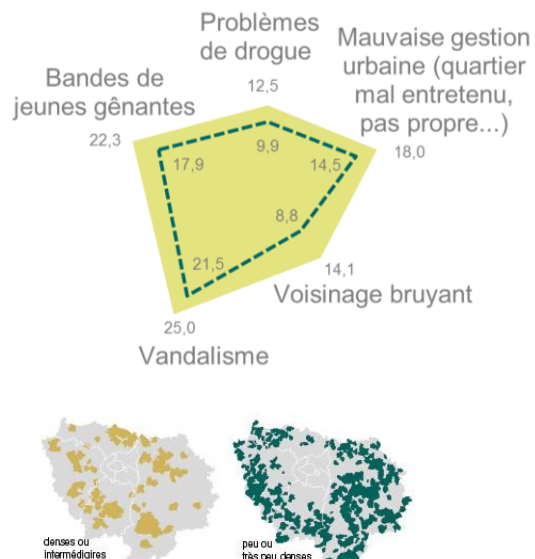 Problèmes
de drogue
12,5
Mauvaise gestion
urbaine (quartier
mal entretenu,
pas propre...)
18,0
Bandes de
jeunes gênantes
22,3
9,9
17,9
14,5
8,8
21,5
14,1
Voisinage bruyant
25,0
Vandalisme
denses ou
intermédiaires
peu ou
très peu denses